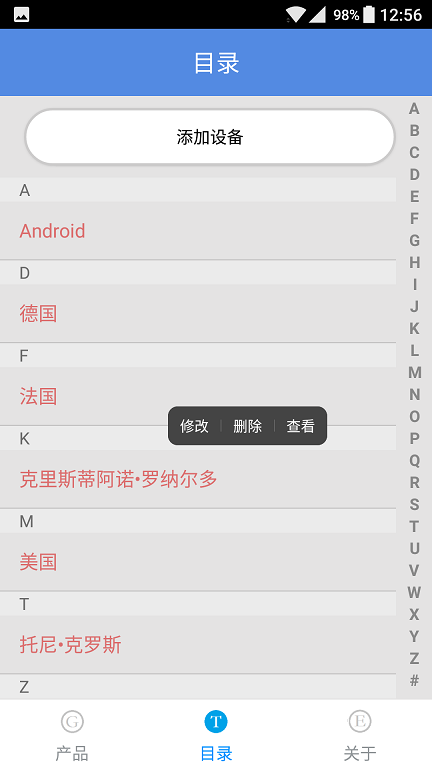 98% 12:56
目录
添加设备
A
Android
D
德国
F
法国
修改 删除 查看
K
克里斯蒂阿诺•罗纳尔多
M
美国
T
托尼•克罗斯
Z
A
B
C
D
E
F
G
H
I
J
K
L
M
N
O
P
Q
R
S
T
U
V
W
X
Y
Z
#
G T E
产品 目录 关于